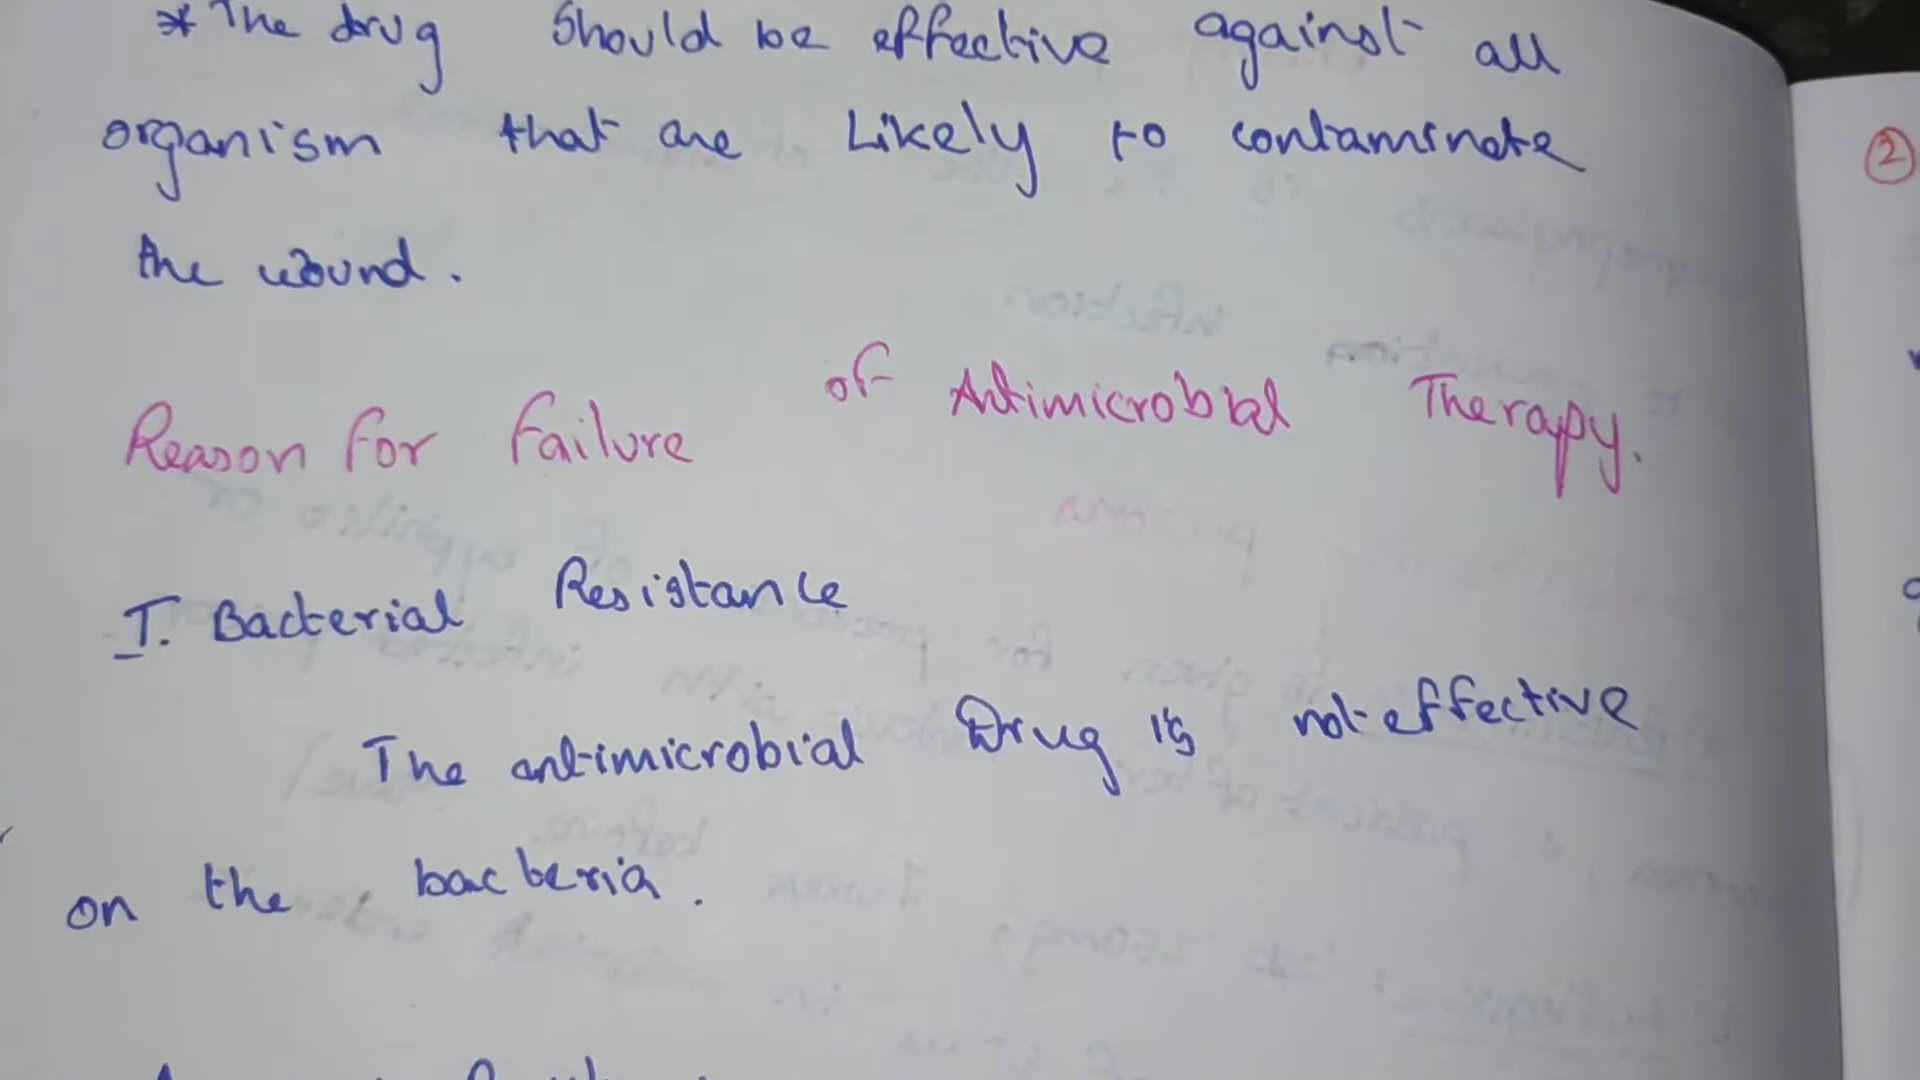 * The drug should be effective against all
organism that are Likely to contaminate
the wound.
Reason for Failure of Antimicrobial Therapy.
I. Bacterial Resistance
The antimicrobial Drug is not effective
on the bacteria.
2